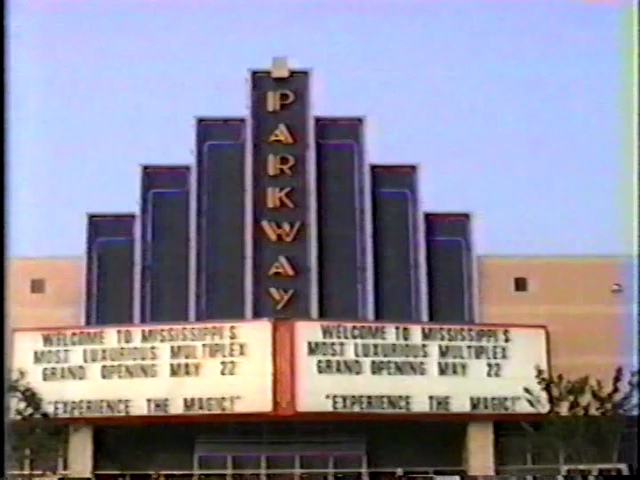 PARKWAY
WELCOME TO MISSISSIPPI'S
MOST LUXURIOUS MULTIPLEX
GRAND OPENING MAY 22
"EXPERIENCE THE MAGIC!"
WELCOME TO MISSISSIPPI'S
MOST LUXURIOUS MULTIPLEX
GRAND OPENING MAY 22
"EXPERIENCE THE MAGIC!"